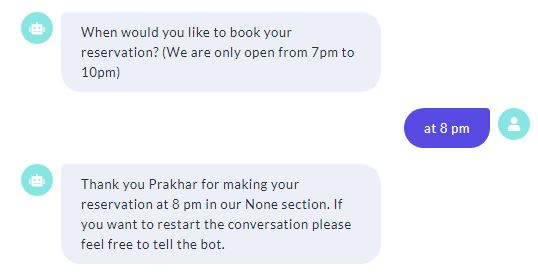 When would you like to book your
reservation? (We are only open from 7pm to
10pm)
at 8 pm
Thank you Prakhar for making your
reservation at 8 pm in our None section. If
you want to restart the conversation please
feel free to tell the bot.